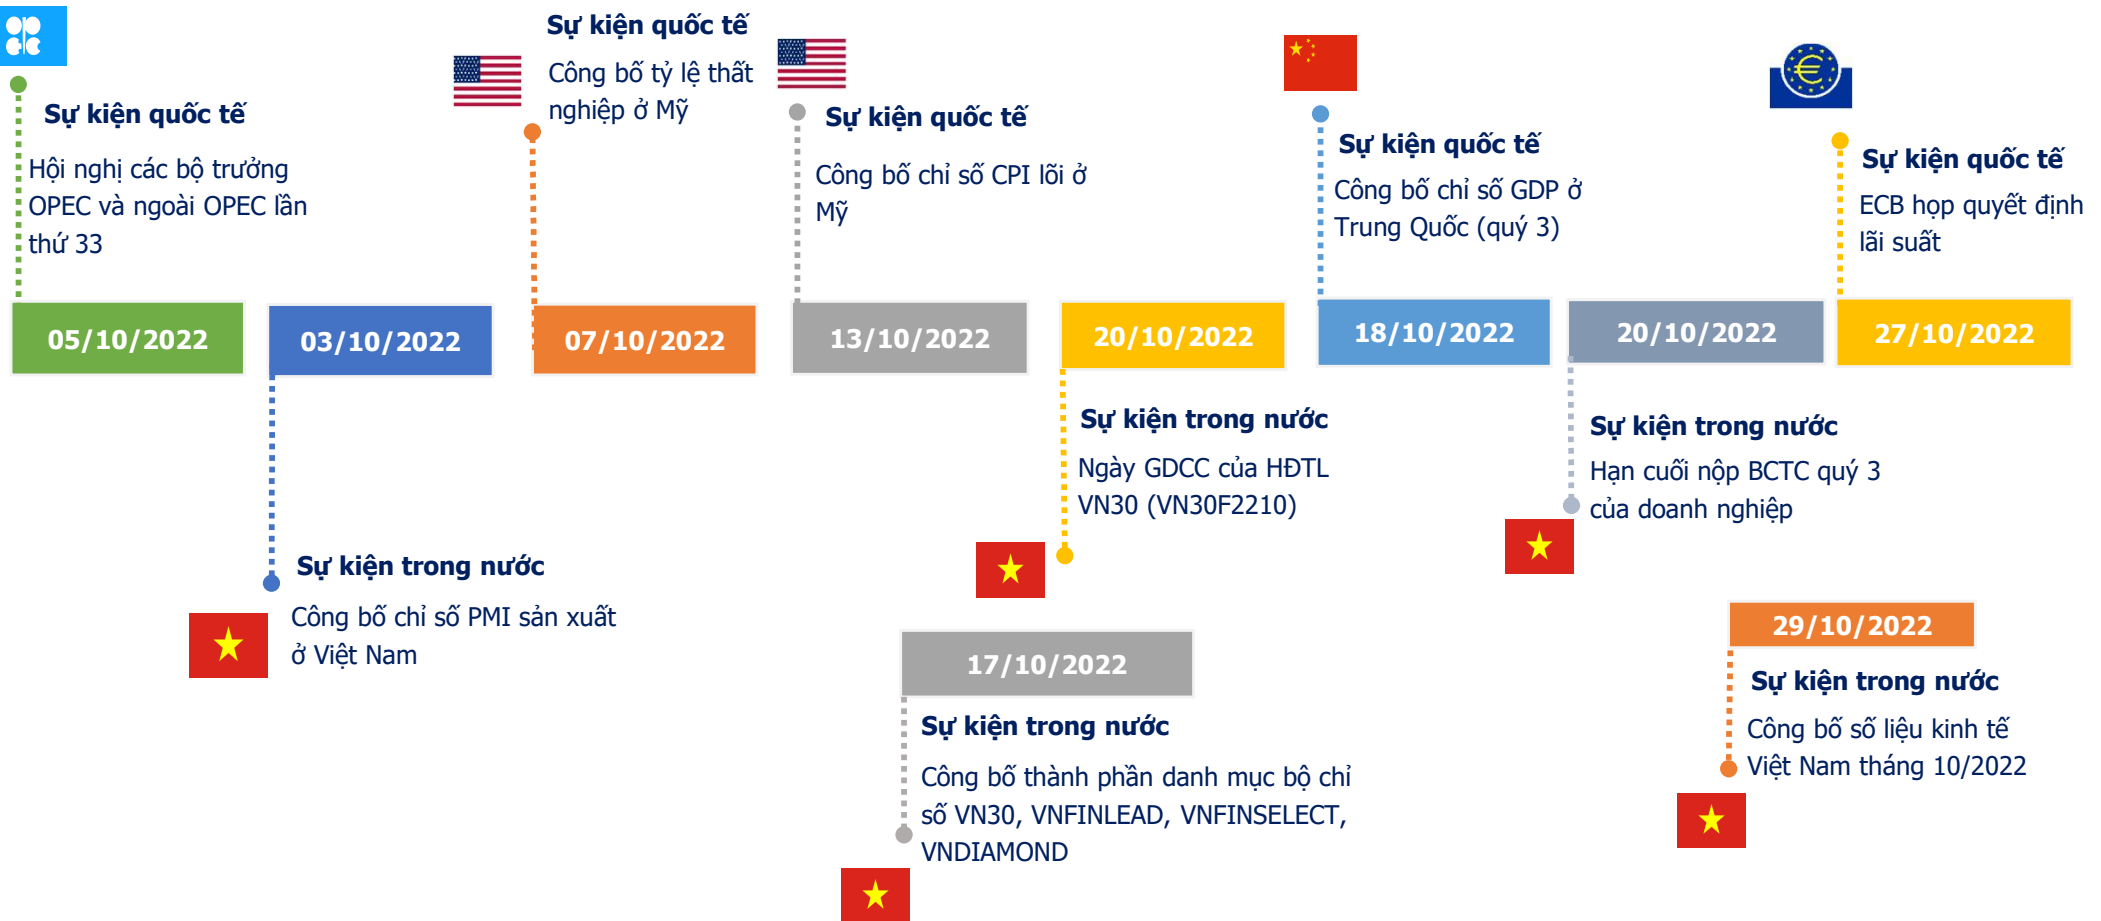 Sự kiện quốc tế
Hội nghị các bộ trưởng
OPEC và ngoài OPEC lần
thứ 33
Sự kiện quốc tế
Công bố tỷ lệ thất
nghiệp ở Mỹ
Sự kiện quốc tế
Công bố chỉ số CPI lõi ở
Mỹ
Sự kiện quốc tế
Công bố chỉ số GDP ở
Trung Quốc (quý 3)
Sự kiện quốc tế
ECB họp quyết định
lãi suất
05/10/2022
03/10/2022
07/10/2022
13/10/2022
20/10/2022
18/10/2022
20/10/2022
27/10/2022
Sự kiện trong nước
Công bố chỉ số PMI sản xuất
ở Việt Nam
Sự kiện trong nước
Ngày GDCC của HĐTL
VN30 (VN30F2210)
Sự kiện trong nước
Hạn cuối nộp BCTC quý 3
của doanh nghiệp
17/10/2022
Sự kiện trong nước
Công bố thành phần danh mục bộ chỉ
số VN30, VNFINLEAD, VNFINSELECT,
VNDIAMOND
29/10/2022
Sự kiện trong nước
Công bố số liệu kinh tế
Việt Nam tháng 10/2022